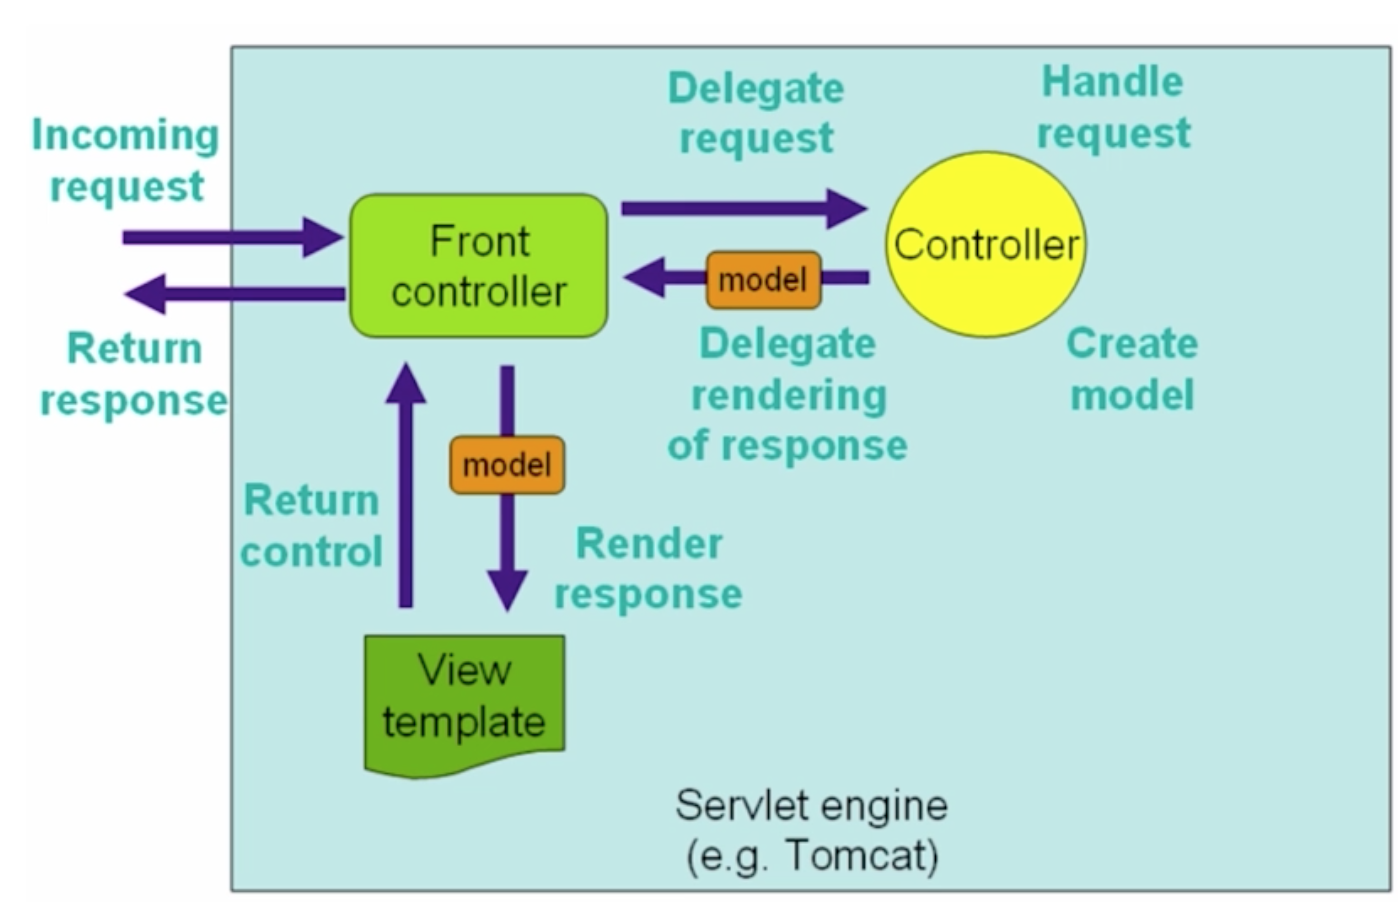 Incoming
request
Return
response
Front
controller
Delegate
request
Handle
request
Controller
model
Delegate
rendering
of response
Create
model
Return
control
model
Render
response
View
template
Servlet engine
(e.g. Tomcat)